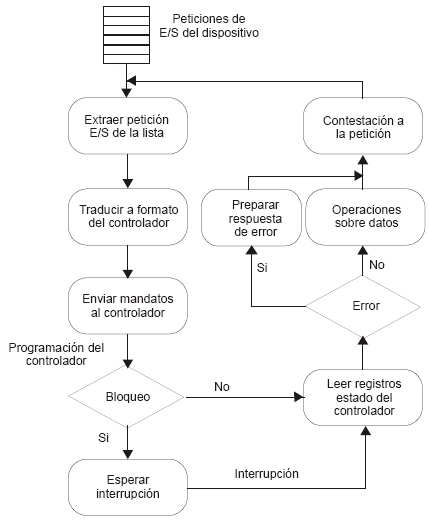 Peticiones de
E/S del dispositivo
Extraer petición
E/S de la lista
Contestación a
la petición
Traducir a formato
del controlador
Preparar
respuesta
de error
Operaciones
sobre datos
Si
No
Enviar mandatos
al controlador
Error
Programación del
controlador
Bloqueo
No
Leer registros
estado del
controlador
Si
Esperar
interrupción
Interrupción